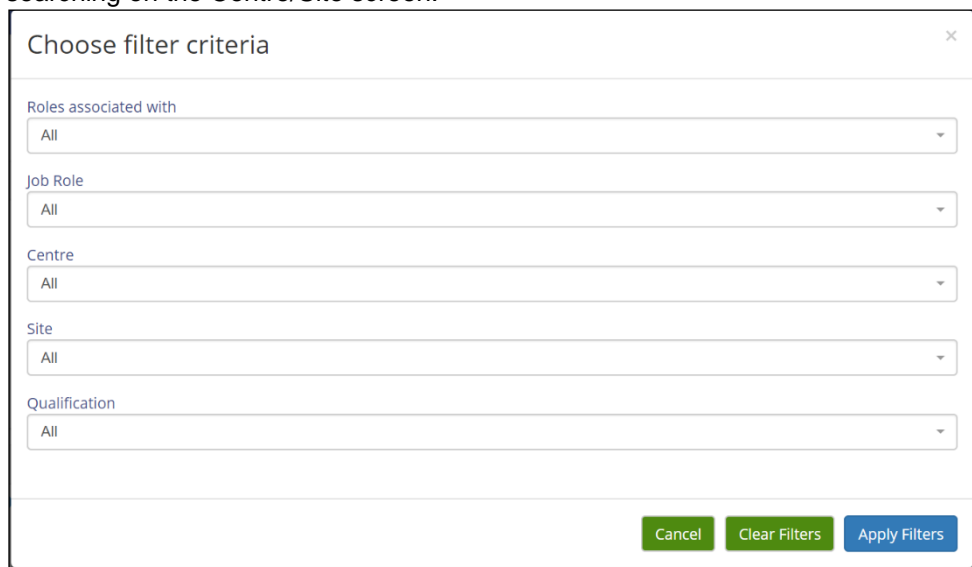 searching on the Centre/Site screen.
Choose filter criteria ×
Roles associated with
All
Job Role
All
Centre
All
Site
All
Qualification
All
Cancel Clear Filters Apply Filters